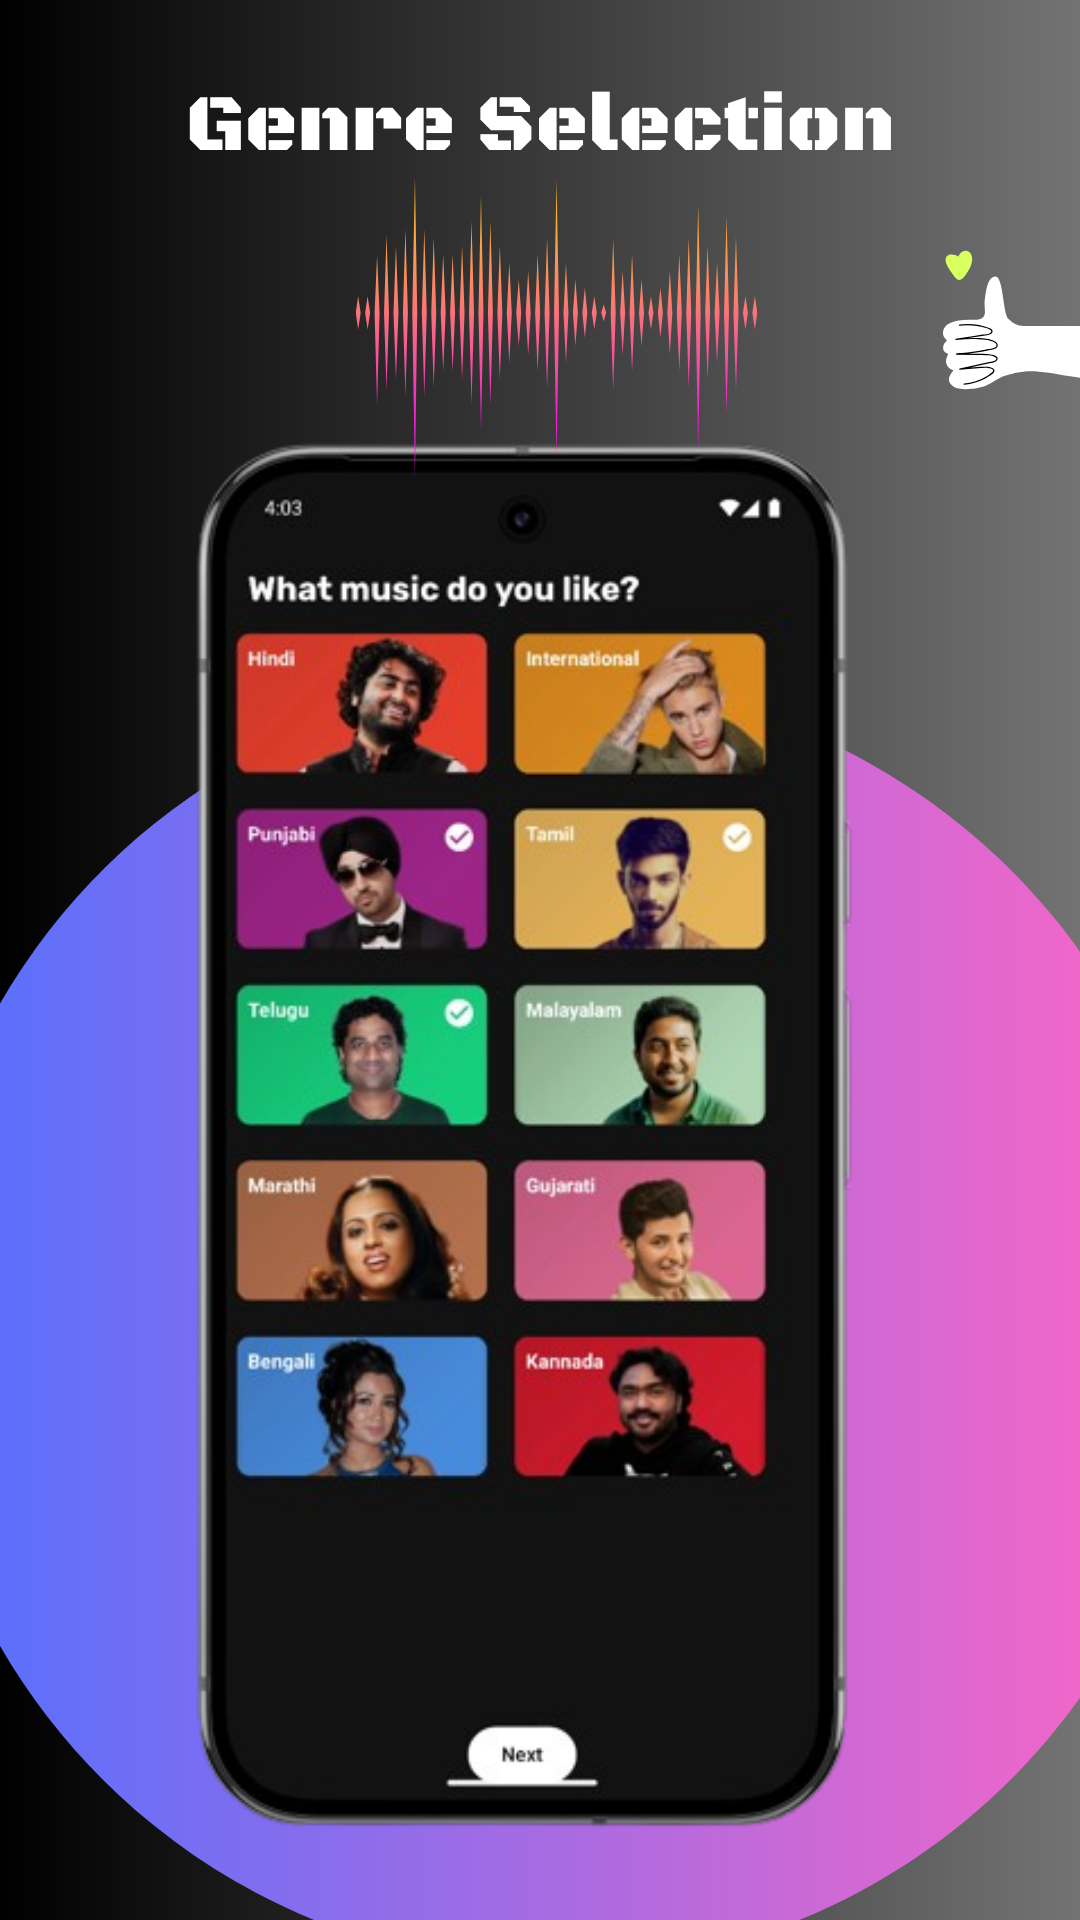 Genre Selection
4:03
What music do you like?
Hindi
International
Punjabi
Tamil
Telugu
Malayalam
Marathi
Gujarati
Bengali
Kannada
Next